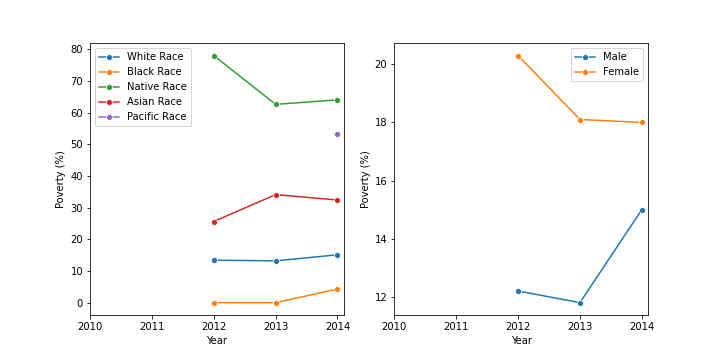 80
70
60
50
40
30
20
10
0
Poverty (%)
White Race
Black Race
Native Race
Asian Race
Pacific Race
2010 2011 2012 2013 2014
Year
20
18
16
14
12
Poverty (%)
Male
Female
2010 2011 2012 2013 2014
Year